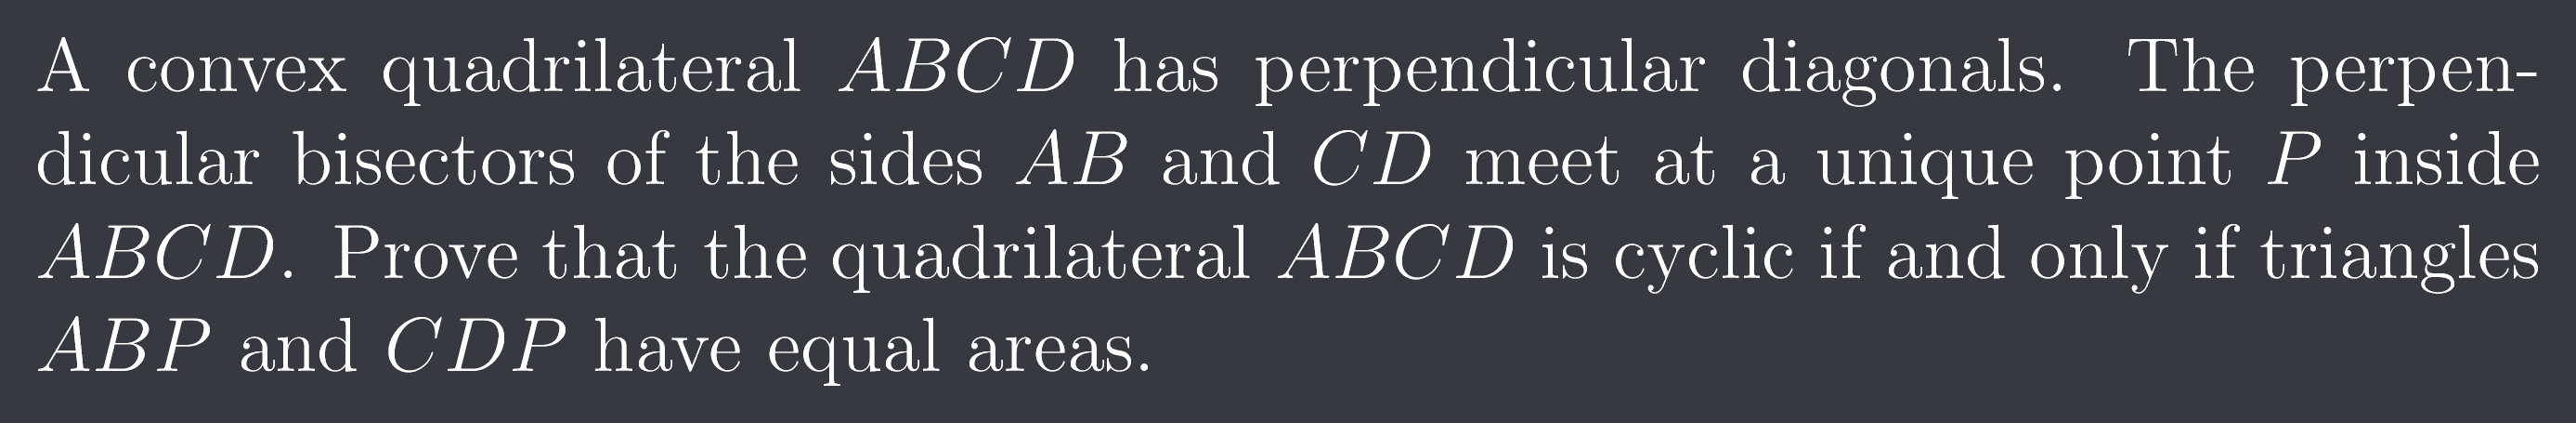 A convex quadrilateral ABCD has perpendicular diagonals. The perpen-
dicular bisectors of the sides AB and CD meet at a unique point P inside
ABCD. Prove that the quadrilateral ABCD is cyclic if and only if triangles
ABP and CDP have equal areas.